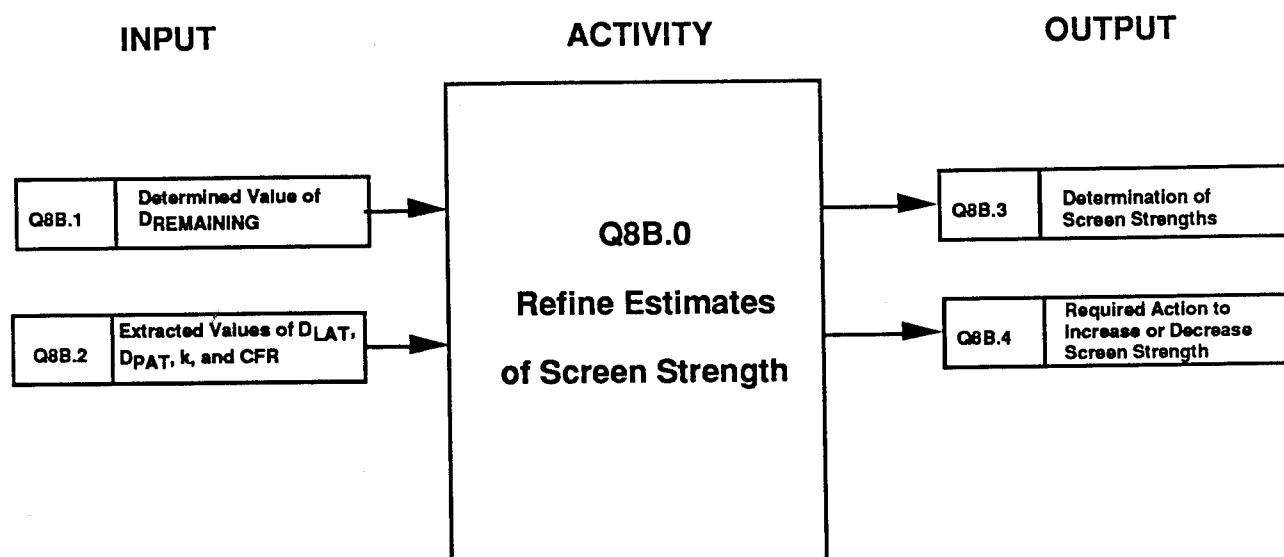 INPUT
ACTIVITY
OUTPUT
Q8B.1
Determined Value of
DREMAINING
Q8B.2
Extracted Values of DLAT,
DPAT, k, and CFR
Q8B.0
Refine Estimates
of Screen Strength
Q8B.3
Determination of
Screen Strengths
Q8B.4
Required Action to
Increase or Decrease
Screen Strength